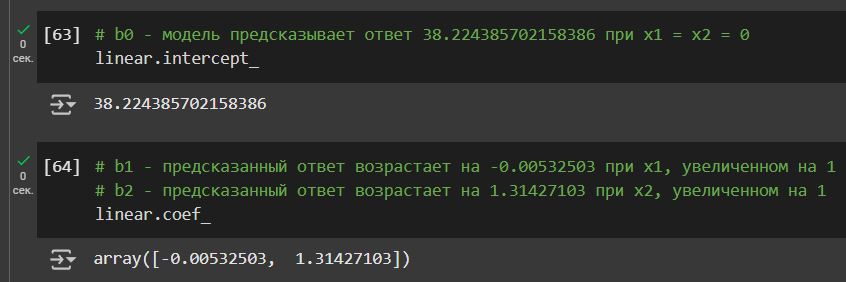 [63] # b0 - модель предсказывает ответ 38.224385702158386 при x1 = x2 = 0
0
сек.
linear.intercept_
38.224385702158386
[64] # b1 - предсказанный ответ возрастает на -0.00532503 при x1, увеличенном на 1
0
сек.
# b2 - предсказанный ответ возрастает на 1.31427103 при x2, увеличенном на 1
linear.coef_
array([-0.00532503,  1.31427103])